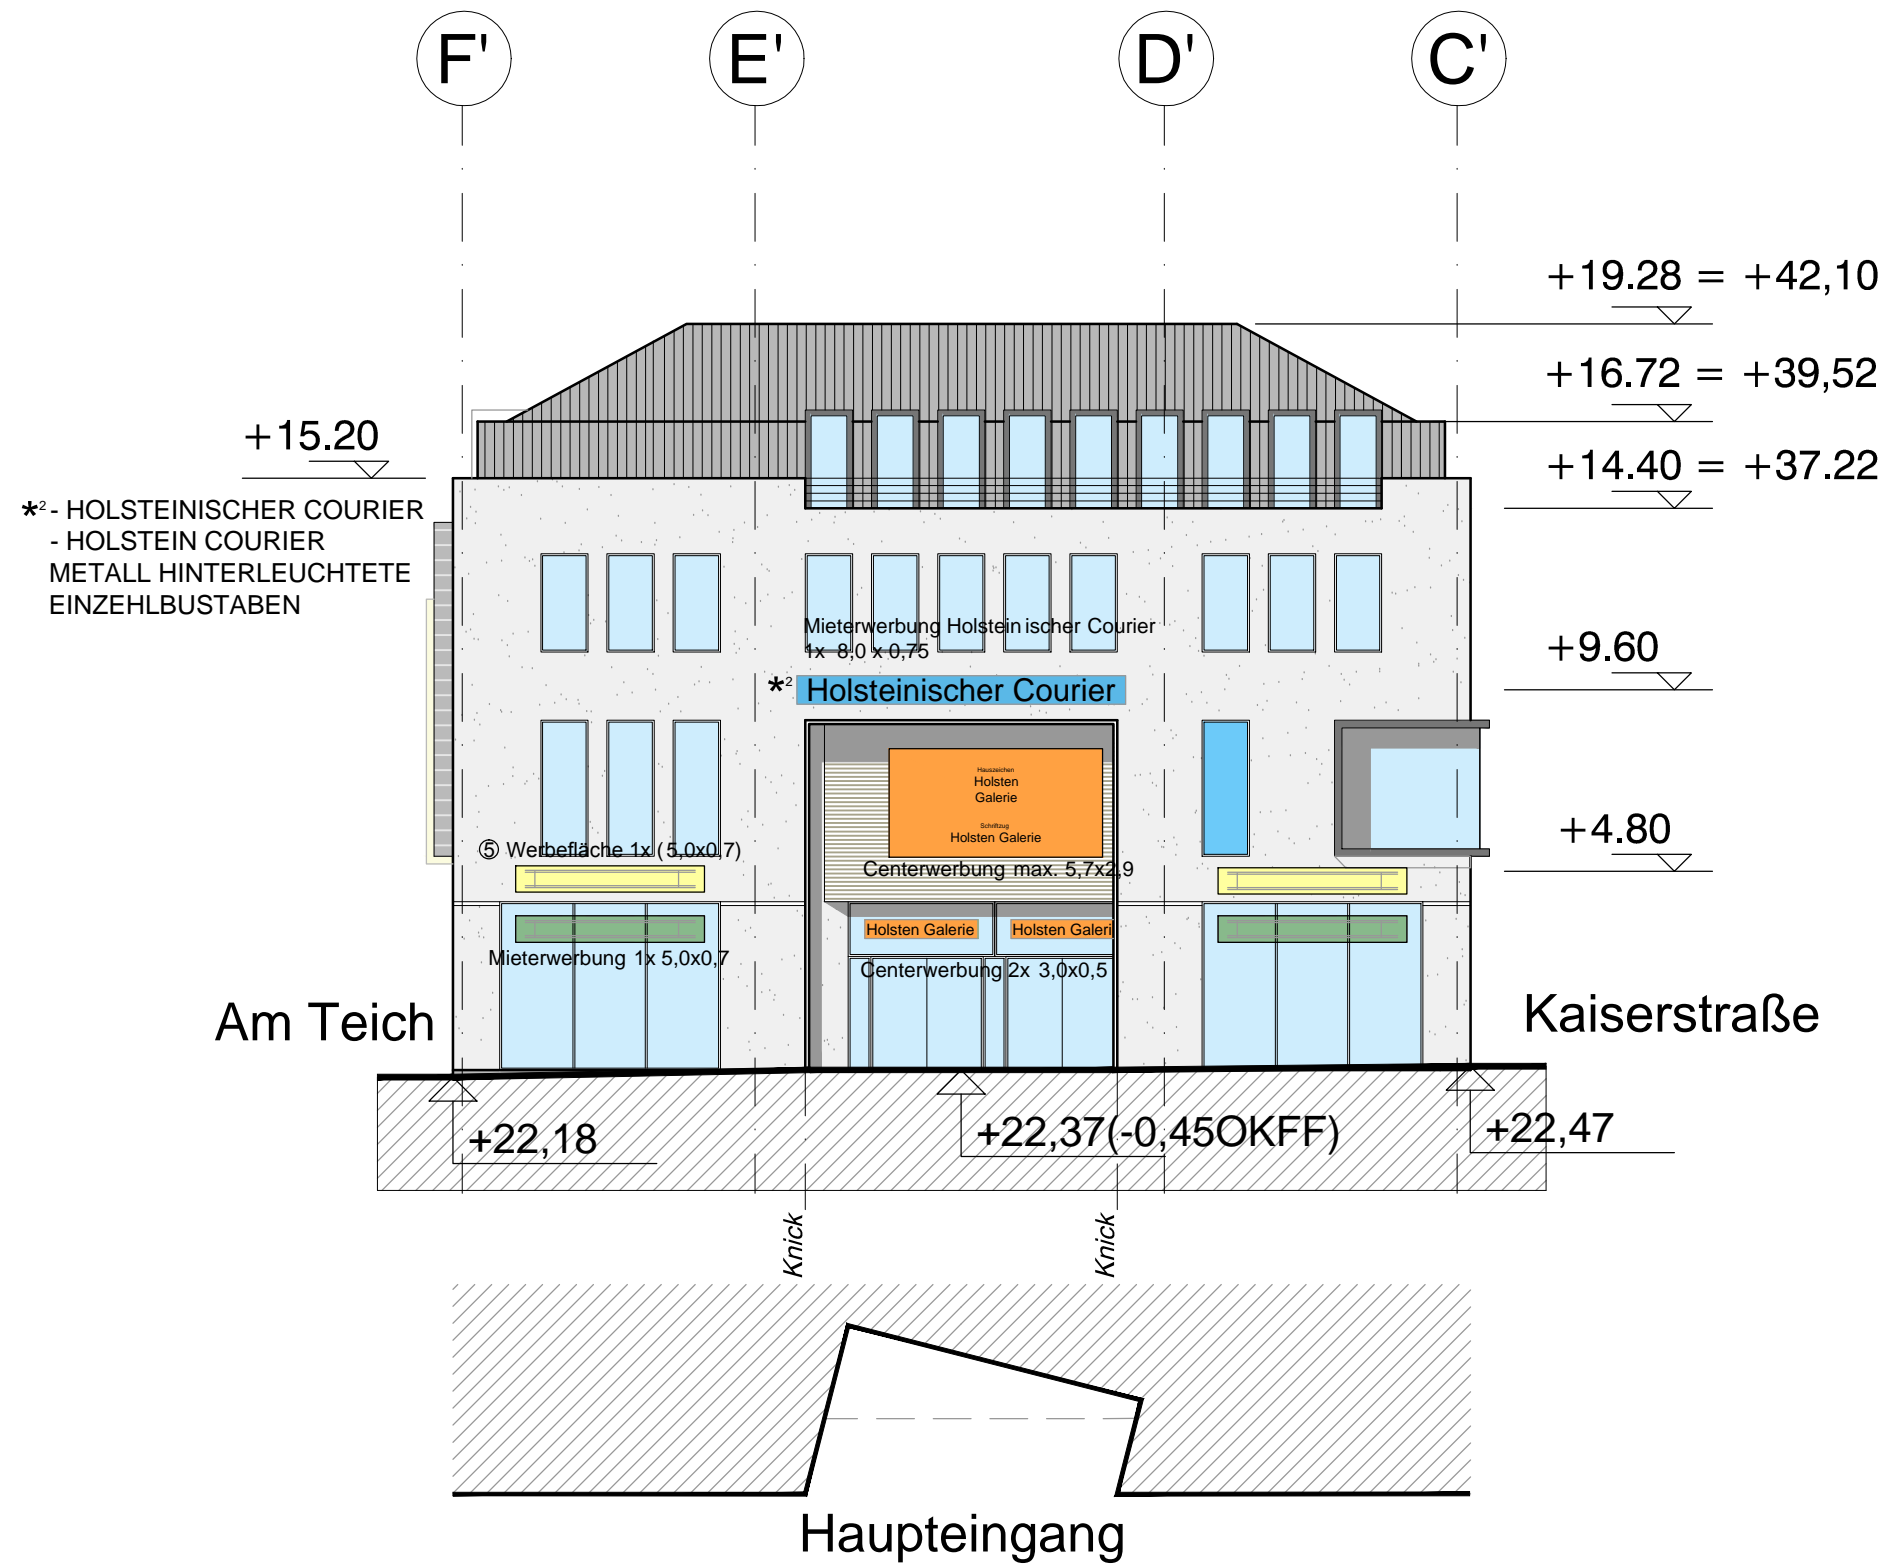 F' E' D' C'
+19.28 = +42,10
+16.72 = +39,52
+15.20
+14.40 = +37.22
*² - HOLSTEINISCHER COURIER
- HOLSTEIN COURIER
METALL HINTERLEUCHTETE
EINZEHLBUSTABEN
Mieterwerbung Holsteinischer Courier
1x 8,0 x 0,75
+9.60
*² Holsteinischer Courier
Hauszeichen
Holsten
Galerie
Schriftzug
Holsten Galerie
+4.80
⑤ Werbefläche 1x (5,0x0,7)
Centerwerbung max. 5,7x2,9
Holsten Galerie
Holsten Galeri
Mieterwerbung 1x 5,0x0,7
Centerwerbung 2x 3,0x0,5
Am Teich
Kaiserstraße
+22,18
+22,37(-0,45OKFF)
+22,47
Knick
Knick
Haupteingang